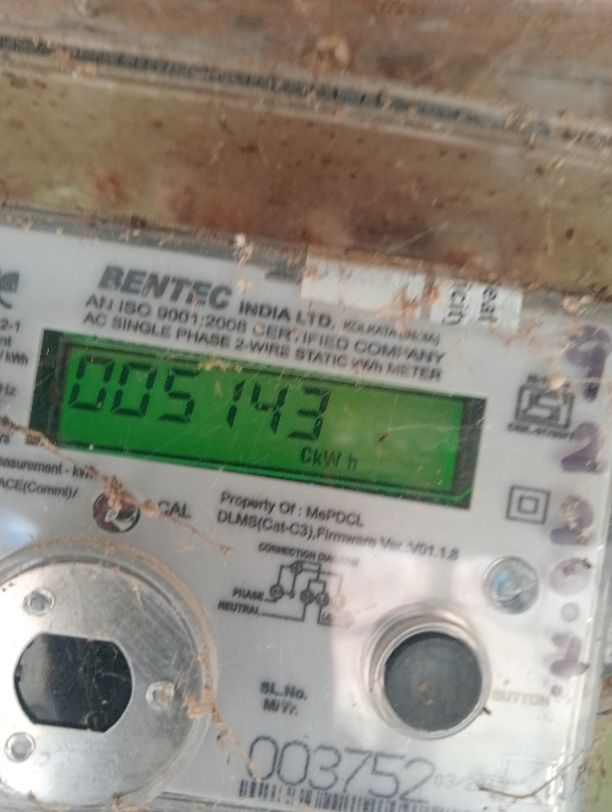 BENTEC INDIA LTD.
AN ISO 9001:2008 CERTIFIED COMPANY
AC SINGLE PHASE 2-WIRE STATIC kWh METER
005143
CkWh
CAL
Property Of : MePDCL
DLMS(Cat-C3),Firmware Ver.:V01.1.8
CONNECTION DIAGRAM
PHASE
NEUTRAL
SL.No.
M/Yr.
BUTTON
003752